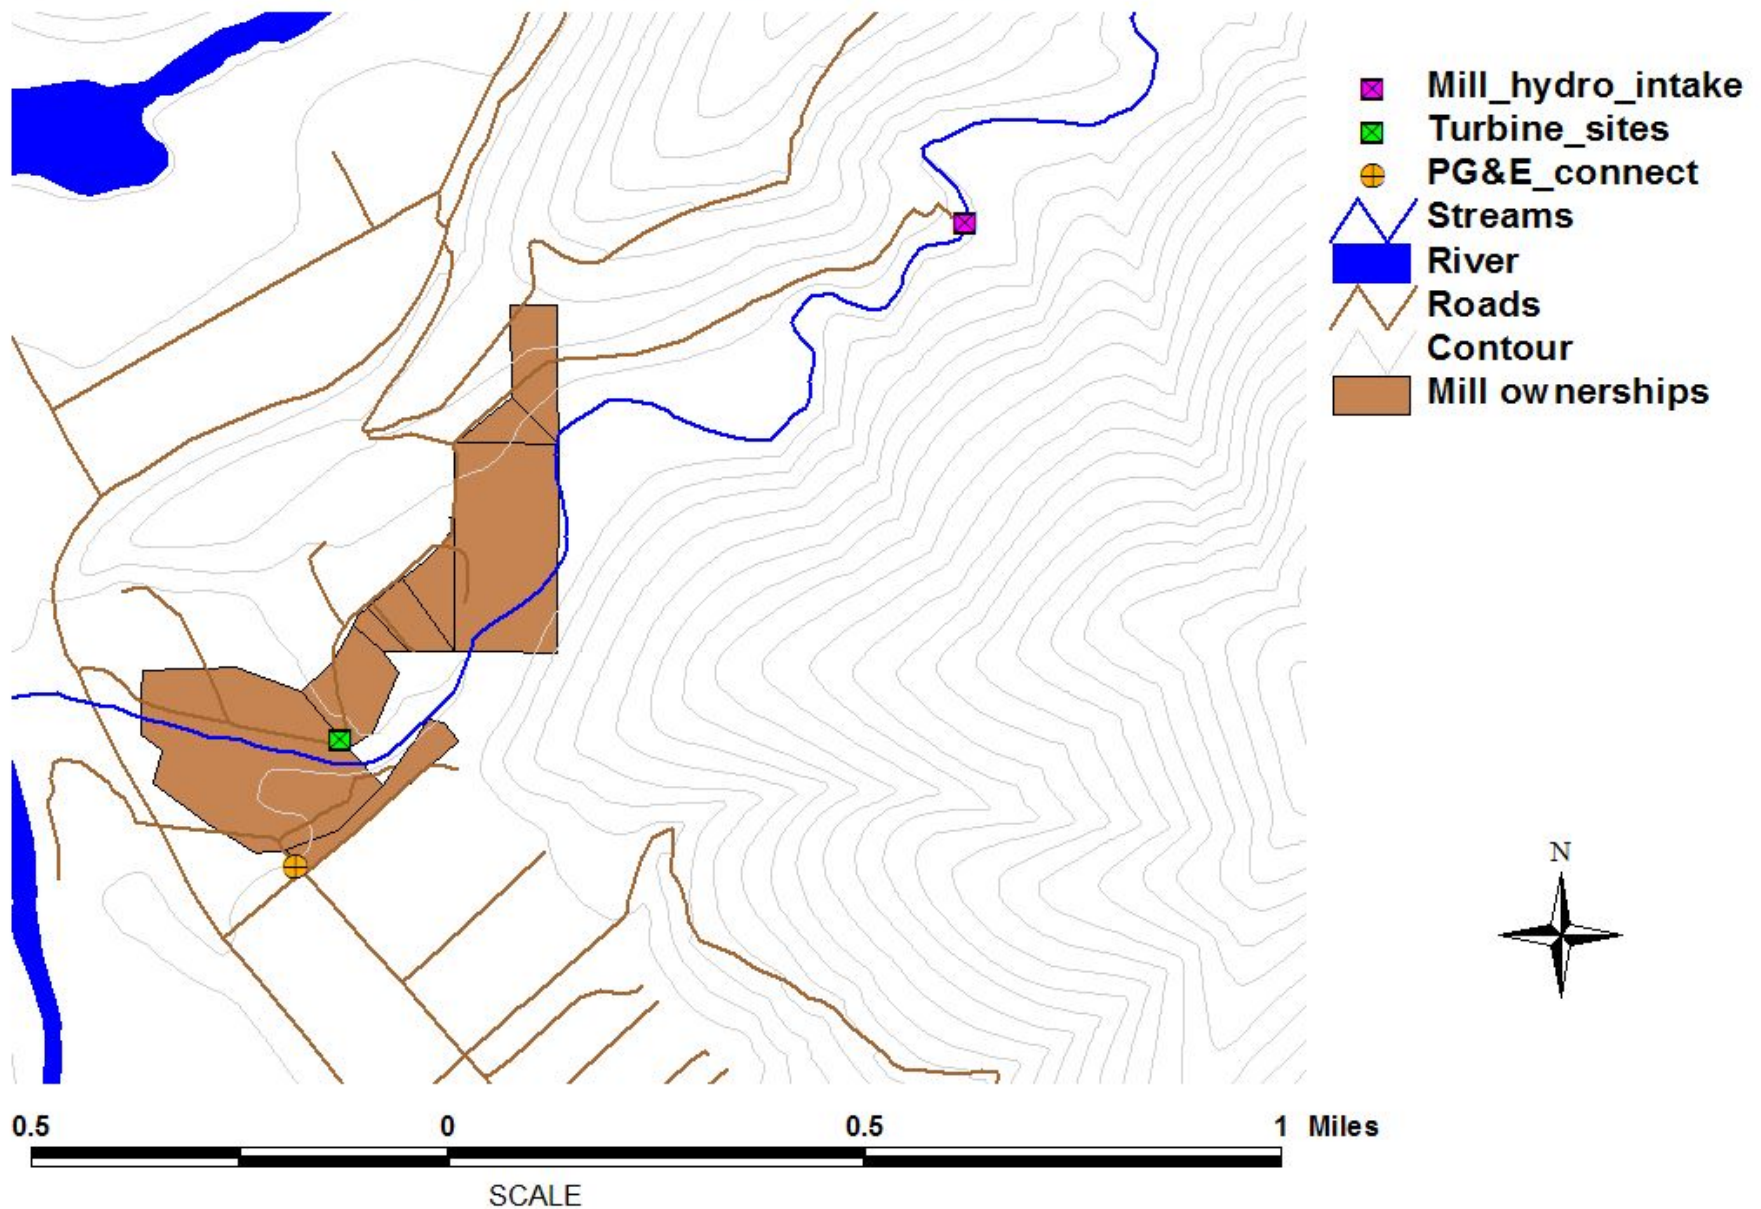 Mill_hydro_intake
Turbine_sites
PG&E_connect
Streams
River
Roads
Contour
Mill ownerships
N
0.5 0 0.5 1 Miles
SCALE